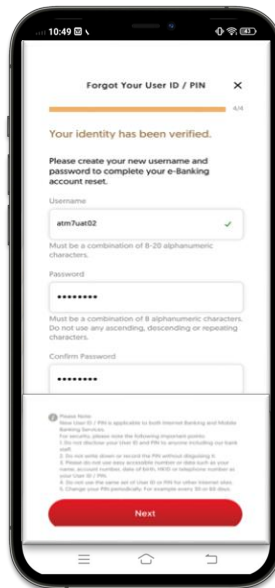 10:49
Forgot Your User ID / PIN
4/4
Your identity has been verified.
Please create your new username and
password to complete your e-Banking
account reset.
Username
atm7uat02
Must be a combination of 8-20 alphanumeric
characters.
Password
••••••••
Must be a combination of 8 alphanumeric characters.
Do not use any ascending, descending or repeating
characters.
Confirm Password
••••••••
Please Note:
New User ID / PIN is applicable to both Internet Banking and Mobile
Banking Services.
For security, please note the following important points:
1. Do not disclose your User ID & PIN to anyone including our bank
staff.
2. Do not write down or record the PIN without disguising it.
3. Please do not use easy accessible number or data such as your
name, account number, date of birth, HKID or telephone number as
your User ID / PIN.
4. Do not use the same set of User ID or PIN for other internet sites.
5. Change your PIN periodically. For example every 30 or 60 days.
Next